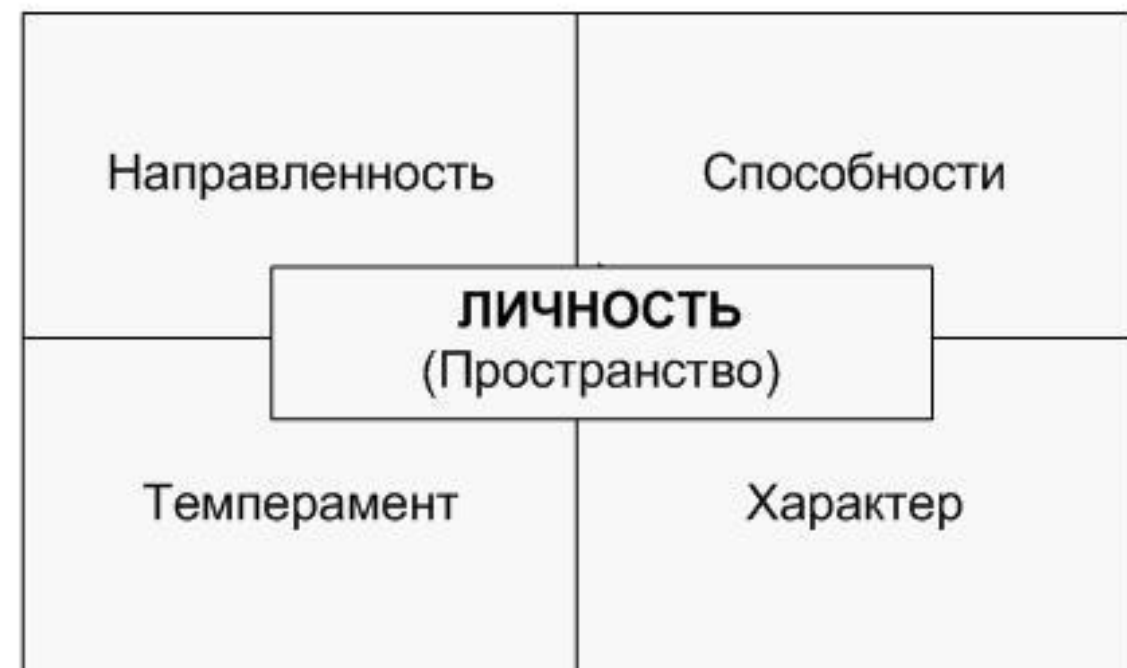 Направленность
Способности
ЛИЧНОСТЬ
(Пространство)
Темперамент
Характер